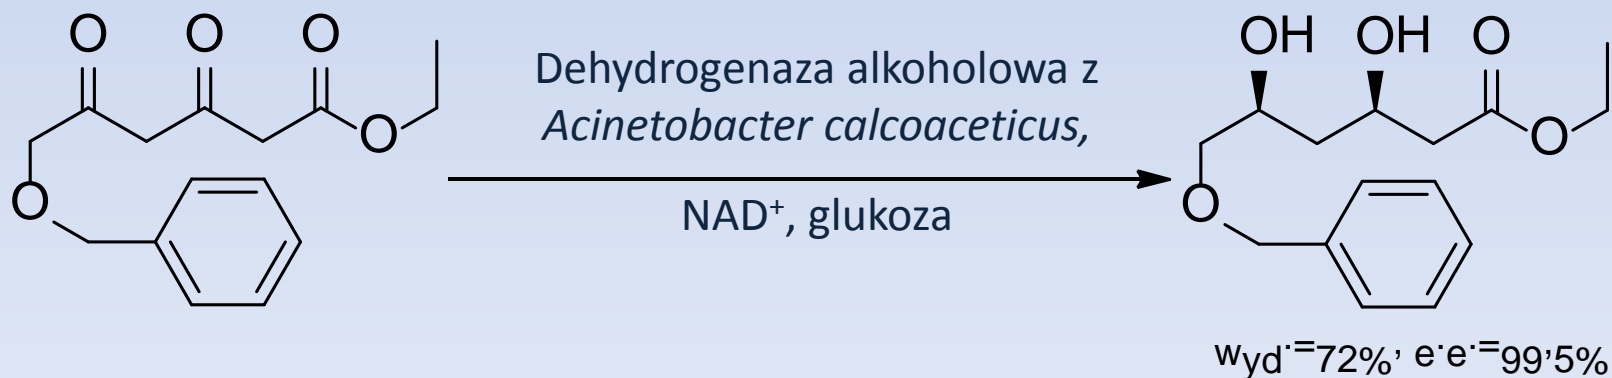 O O O
O
O
Dehydrogenaza alkoholowa z
Acinetobacter calcoaceticus,
NAD⁺, glukoza
OH OH O
O
O
wyd.=72%, e.e.=99,5%